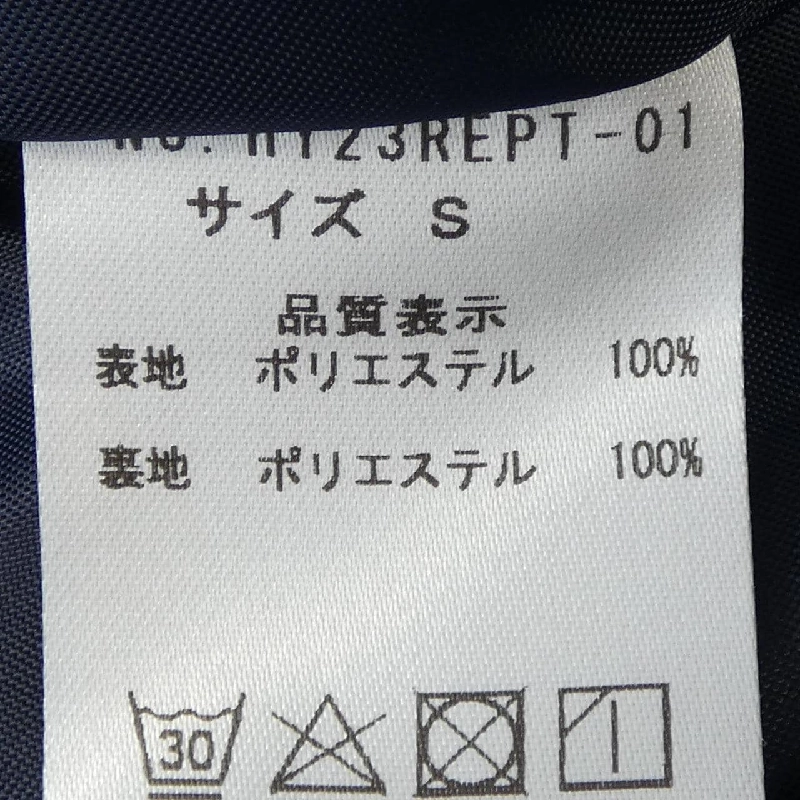 NO. HY23REPT-01
サイズ S
品質表示
表地 ポリエステル 100%
裏地 ポリエステル 100%
30